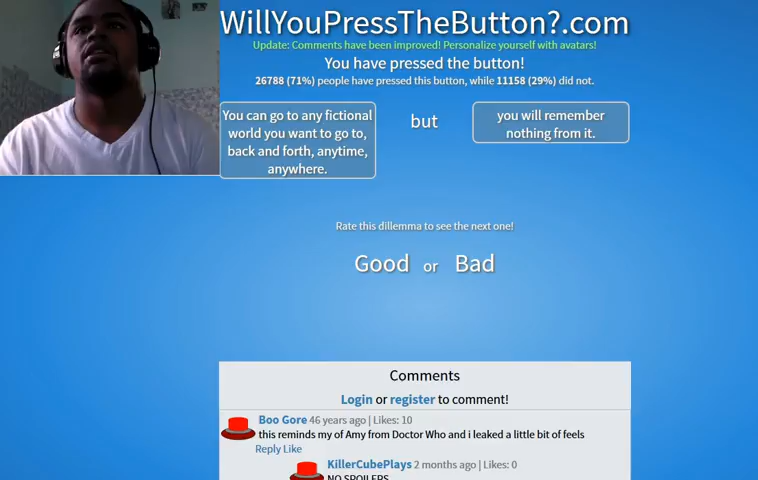 WillYouPressTheButton?.com
Update: Comments have been improved! Personalize yourself with avatars!
You have pressed the button!
26788 (71%) people have pressed this button, while 11158 (29%) did not.
You can go to any fictional
world you want to go to,
back and forth, anytime,
anywhere.
but
you will remember
nothing from it.
Rate this dillemma to see the next one!
Good or Bad
Comments
Login or register to comment!
Boo Gore 46 years ago | Likes: 10
this reminds my of Amy from Doctor Who and i leaked a little bit of feels
Reply Like
KillerCubePlays 2 months ago | Likes: 0
NO SPOILERS